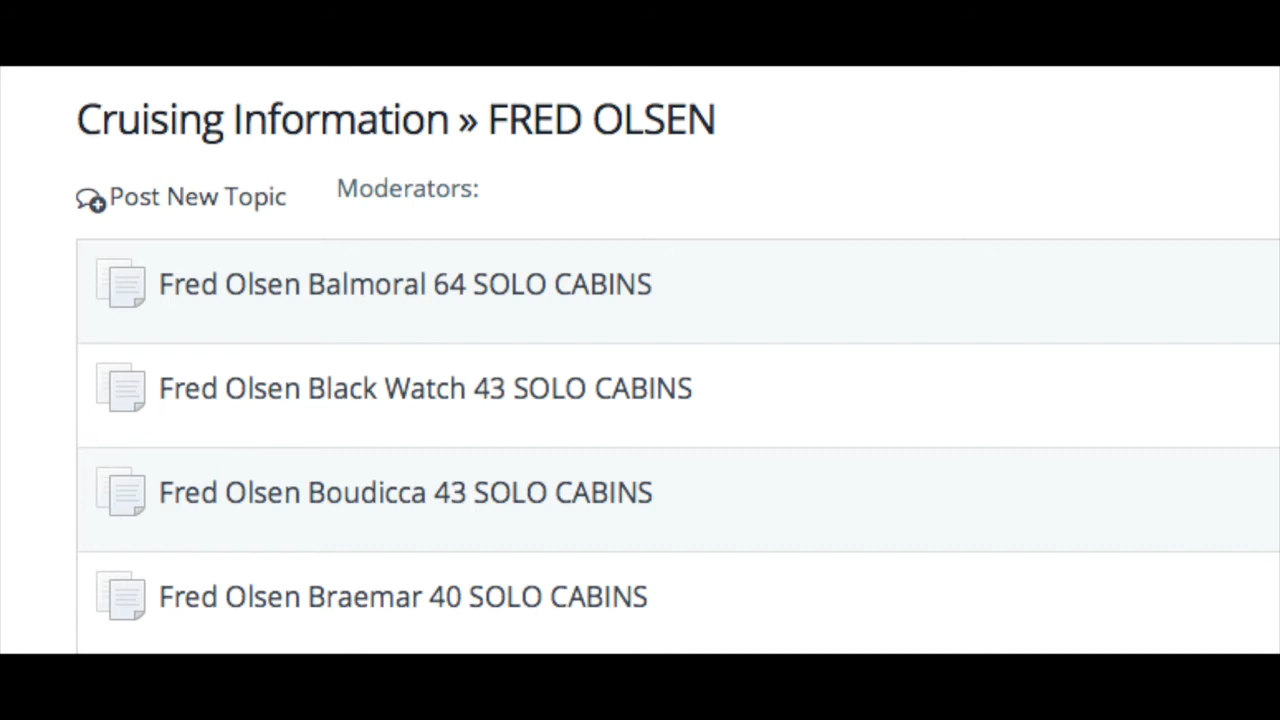 Cruising Information » FRED OLSEN
Post New Topic
Moderators:
Fred Olsen Balmoral 64 SOLO CABINS
Fred Olsen Black Watch 43 SOLO CABINS
Fred Olsen Boudicca 43 SOLO CABINS
Fred Olsen Braemar 40 SOLO CABINS